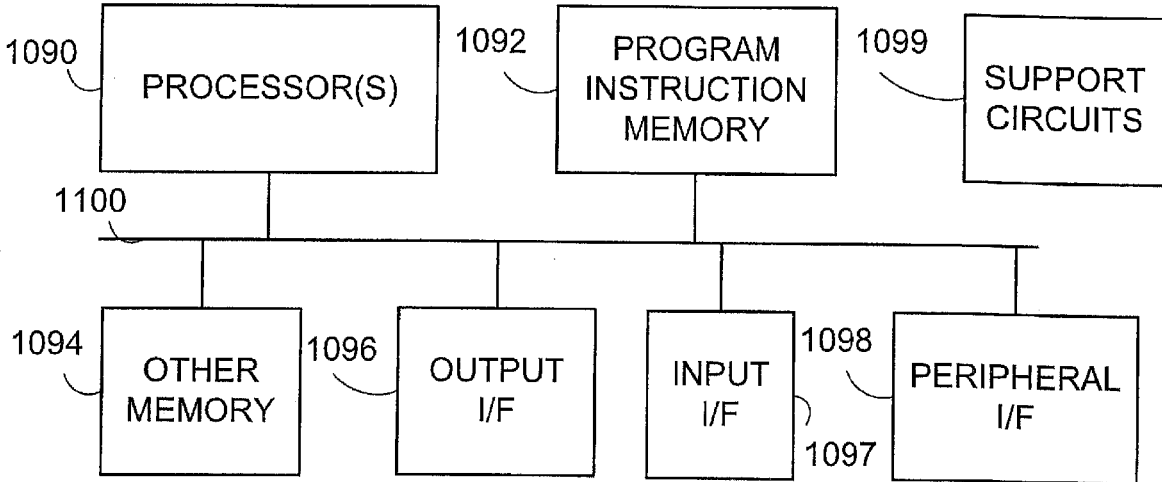 1090
PROCESSOR(S)
1092
PROGRAM
INSTRUCTION
MEMORY
1099
SUPPORT
CIRCUITS
1100
1094
OTHER
MEMORY
1096
OUTPUT
I/F
INPUT
I/F
1097
1098
PERIPHERAL
I/F